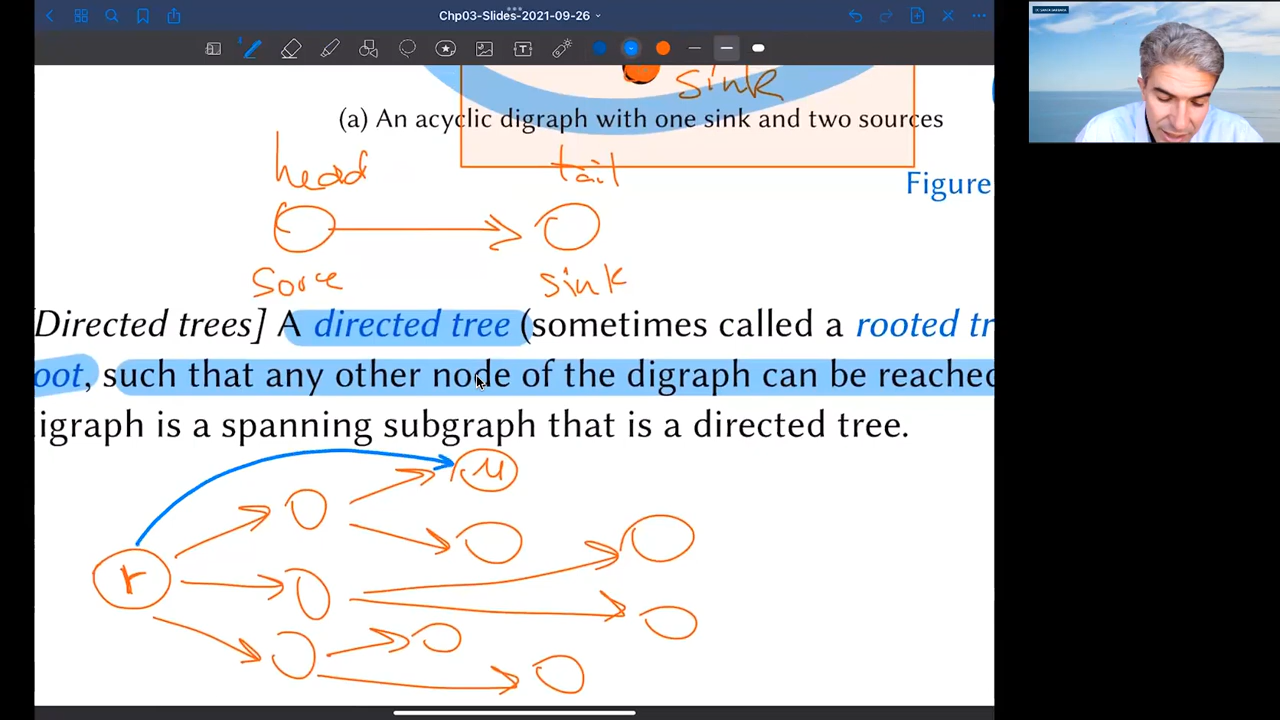 Chp03-Slides-2021-09-26
sink
(a) An acyclic digraph with one sink and two sources
head tail
Figure
Sorce sink
Directed trees] A directed tree (sometimes called a rooted tr
oot, such that any other node of the digraph can be reached
igraph is a spanning subgraph that is a directed tree.
u
r